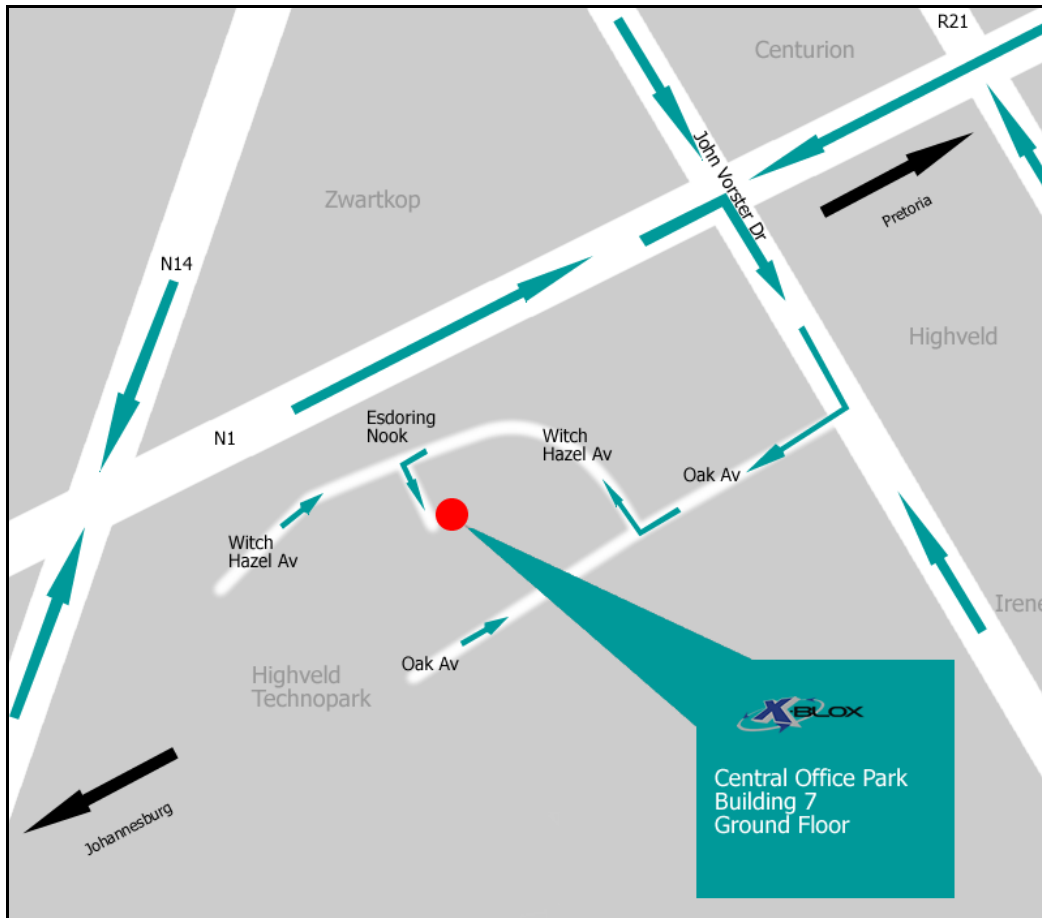 R21
Centurion
John Vorster Dr
Zwartkop
Pretoria
N14
Highveld
Esdoring
Nook
N1
Witch
Hazel Av
Oak Av
Witch
Hazel Av
Irene
Oak Av
Highveld
Technopark
X-BLOX
Central Office Park
Building 7
Ground Floor
Johannesburg